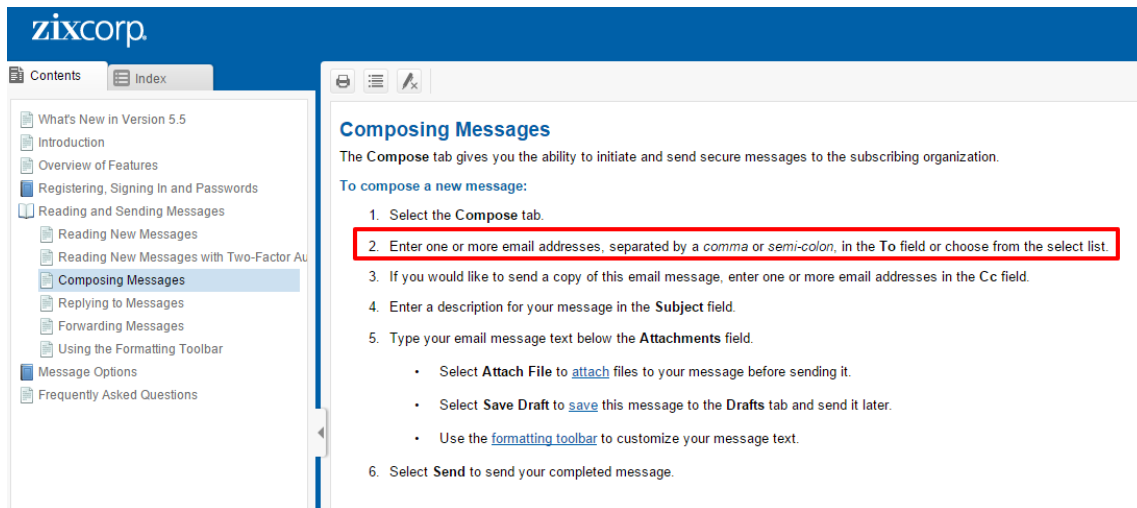 zixcorp.
Contents
Index
What's New in Version 5.5
Introduction
Overview of Features
Registering, Signing In and Passwords
Reading and Sending Messages
Reading New Messages
Reading New Messages with Two-Factor Au
Composing Messages
Replying to Messages
Forwarding Messages
Using the Formatting Toolbar
Message Options
Frequently Asked Questions
Composing Messages
The Compose tab gives you the ability to initiate and send secure messages to the subscribing organization.
To compose a new message:
1. Select the Compose tab.
2. Enter one or more email addresses, separated by a comma or semi-colon, in the To field or choose from the select list.
3. If you would like to send a copy of this email message, enter one or more email addresses in the Cc field.
4. Enter a description for your message in the Subject field.
5. Type your email message text below the Attachments field.
• Select Attach File to attach files to your message before sending it.
• Select Save Draft to save this message to the Drafts tab and send it later.
• Use the formatting toolbar to customize your message text.
6. Select Send to send your completed message.